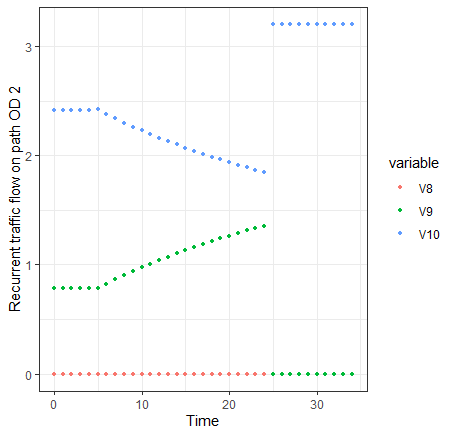 Recurrent traffic flow on path OD 2
3
2
1
0
0
10
20
30
Time
variable
V8
V9
V10